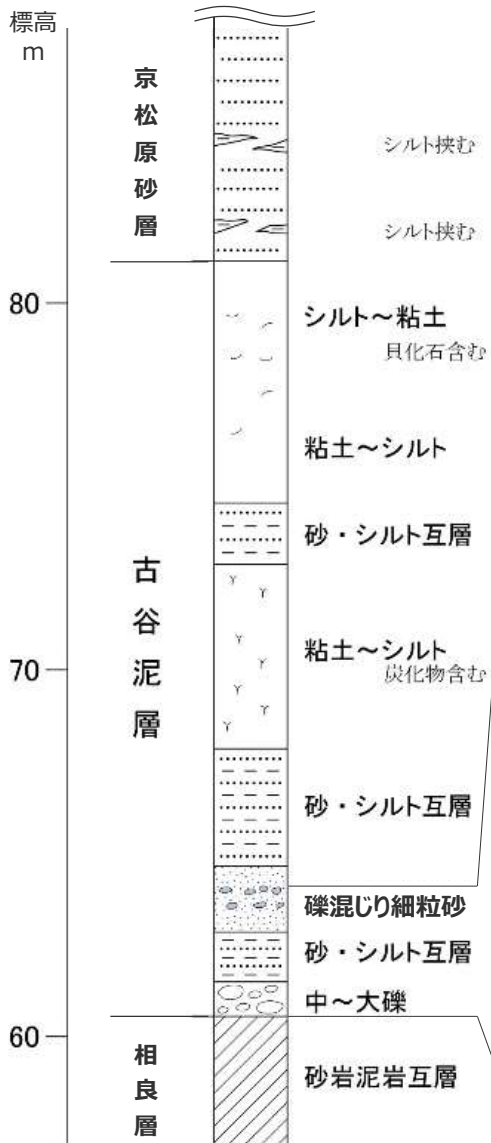 標高
m
京松原砂層
シルト挟む
シルト挟む
80
シルト～粘土
貝化石含む
粘土～シルト
砂・シルト互層
古谷泥層
粘土～シルト
70
炭化物含む
砂・シルト互層
礫混じり細粒砂
砂・シルト互層
中～大礫
60
相良層
砂岩泥岩互層